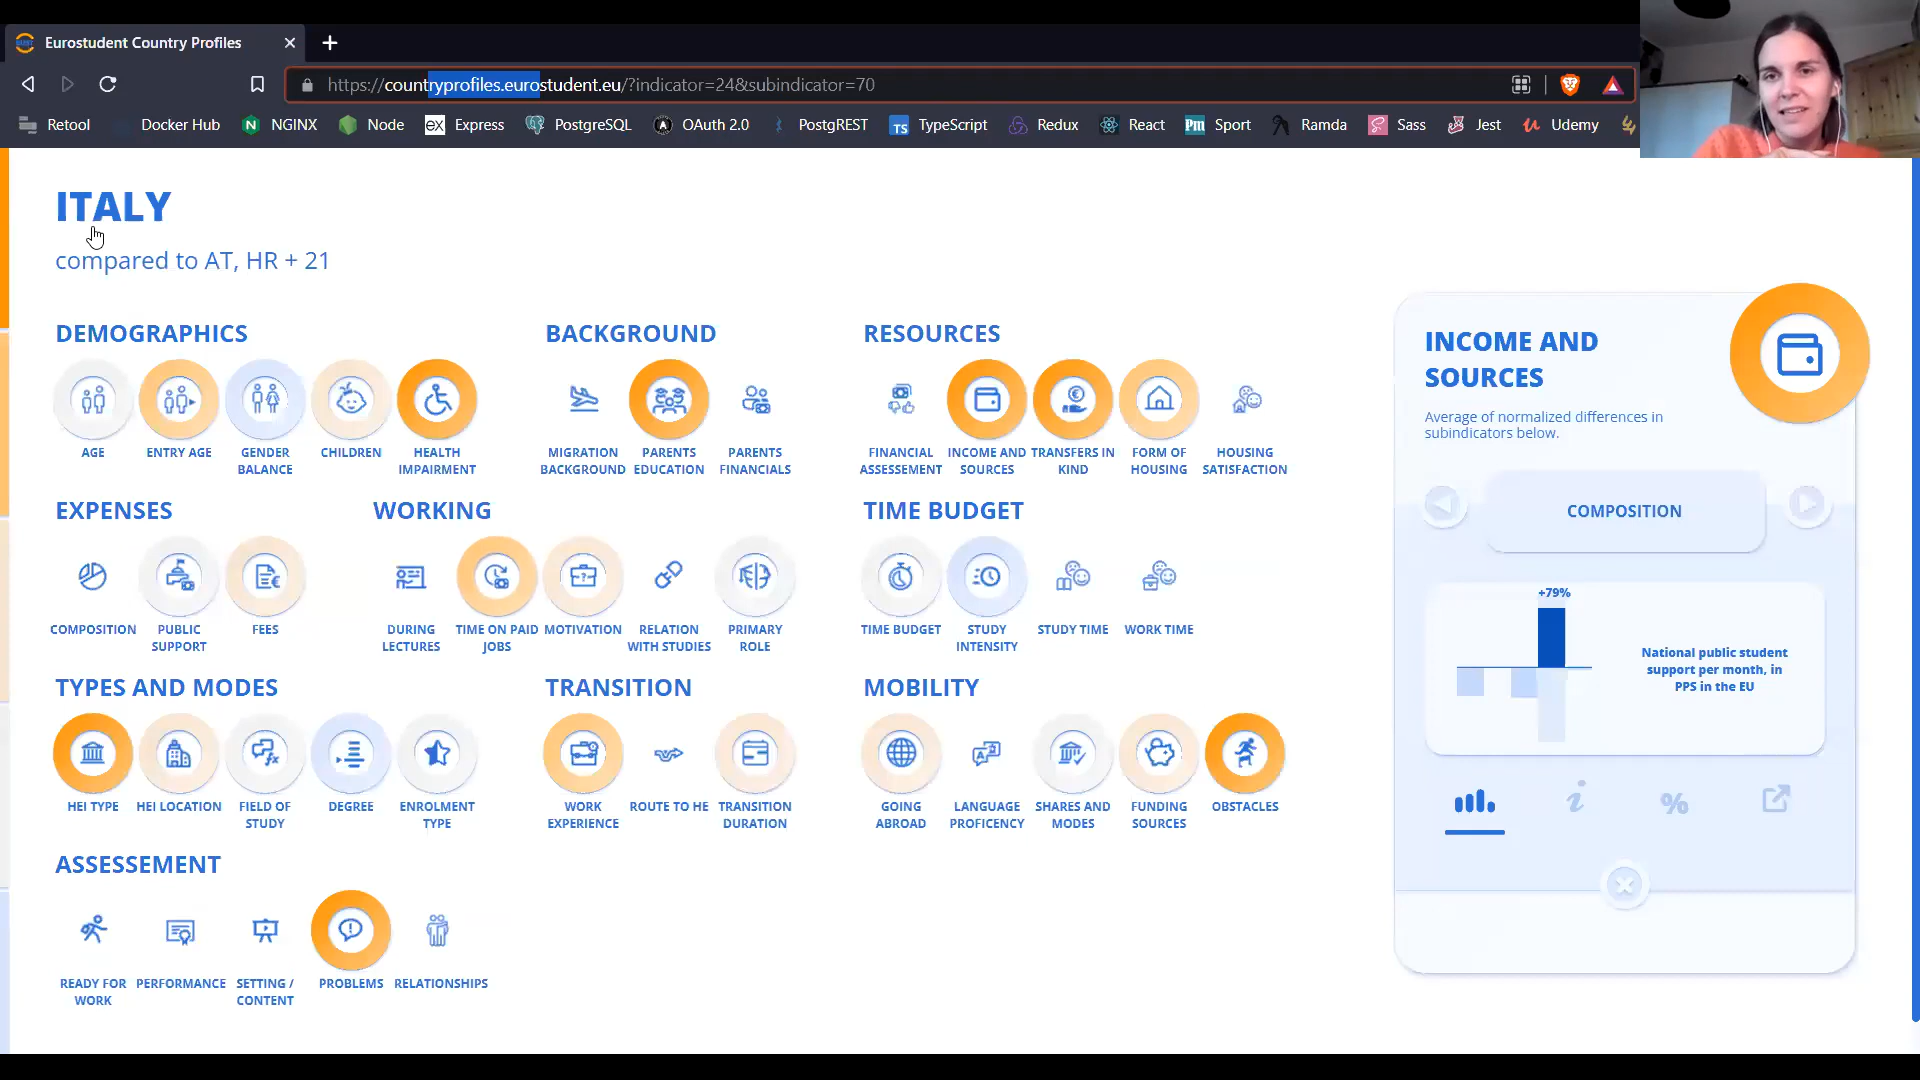 Eurostudent Country Profiles
https://countryprofiles.eurostudent.eu/?indicator=24&subindicator=70
Retool
Docker Hub
NGINX
Node
ex Express
PostgreSQL
OAuth 2.0
PostgREST
TS TypeScript
Redux
React
Pm Sport
Ramda
Sass
Jest
Udemy
ITALY
compared to AT, HR + 21
DEMOGRAPHICS
AGE
ENTRY AGE
GENDER
BALANCE
CHILDREN
HEALTH
IMPAIRMENT
BACKGROUND
MIGRATION
BACKGROUND
PARENTS
EDUCATION
PARENTS
FINANCIALS
RESOURCES
FINANCIAL
ASSESSEMENT
INCOME AND
SOURCES
TRANSFERS IN
KIND
FORM OF
HOUSING
HOUSING
SATISFACTION
EXPENSES
COMPOSITION
PUBLIC
SUPPORT
FEES
WORKING
DURING
LECTURES
TIME ON PAID
JOBS
MOTIVATION
RELATION
WITH STUDIES
PRIMARY
ROLE
TIME BUDGET
TIME BUDGET
STUDY
INTENSITY
STUDY TIME
WORK TIME
TYPES AND MODES
HEI TYPE
HEI LOCATION
FIELD OF
STUDY
DEGREE
ENROLMENT
TYPE
TRANSITION
WORK
EXPERIENCE
ROUTE TO HE
TRANSITION
DURATION
MOBILITY
GOING
ABROAD
LANGUAGE
PROFICENCY
SHARES AND
MODES
FUNDING
SOURCES
OBSTACLES
ASSESSEMENT
READY FOR
WORK
PERFORMANCE
SETTING /
CONTENT
PROBLEMS
RELATIONSHIPS
INCOME AND
SOURCES
Average of normalized differences in
subindicators below.
COMPOSITION
+79%
National public student
support per month, in
PPS in the EU
i
%